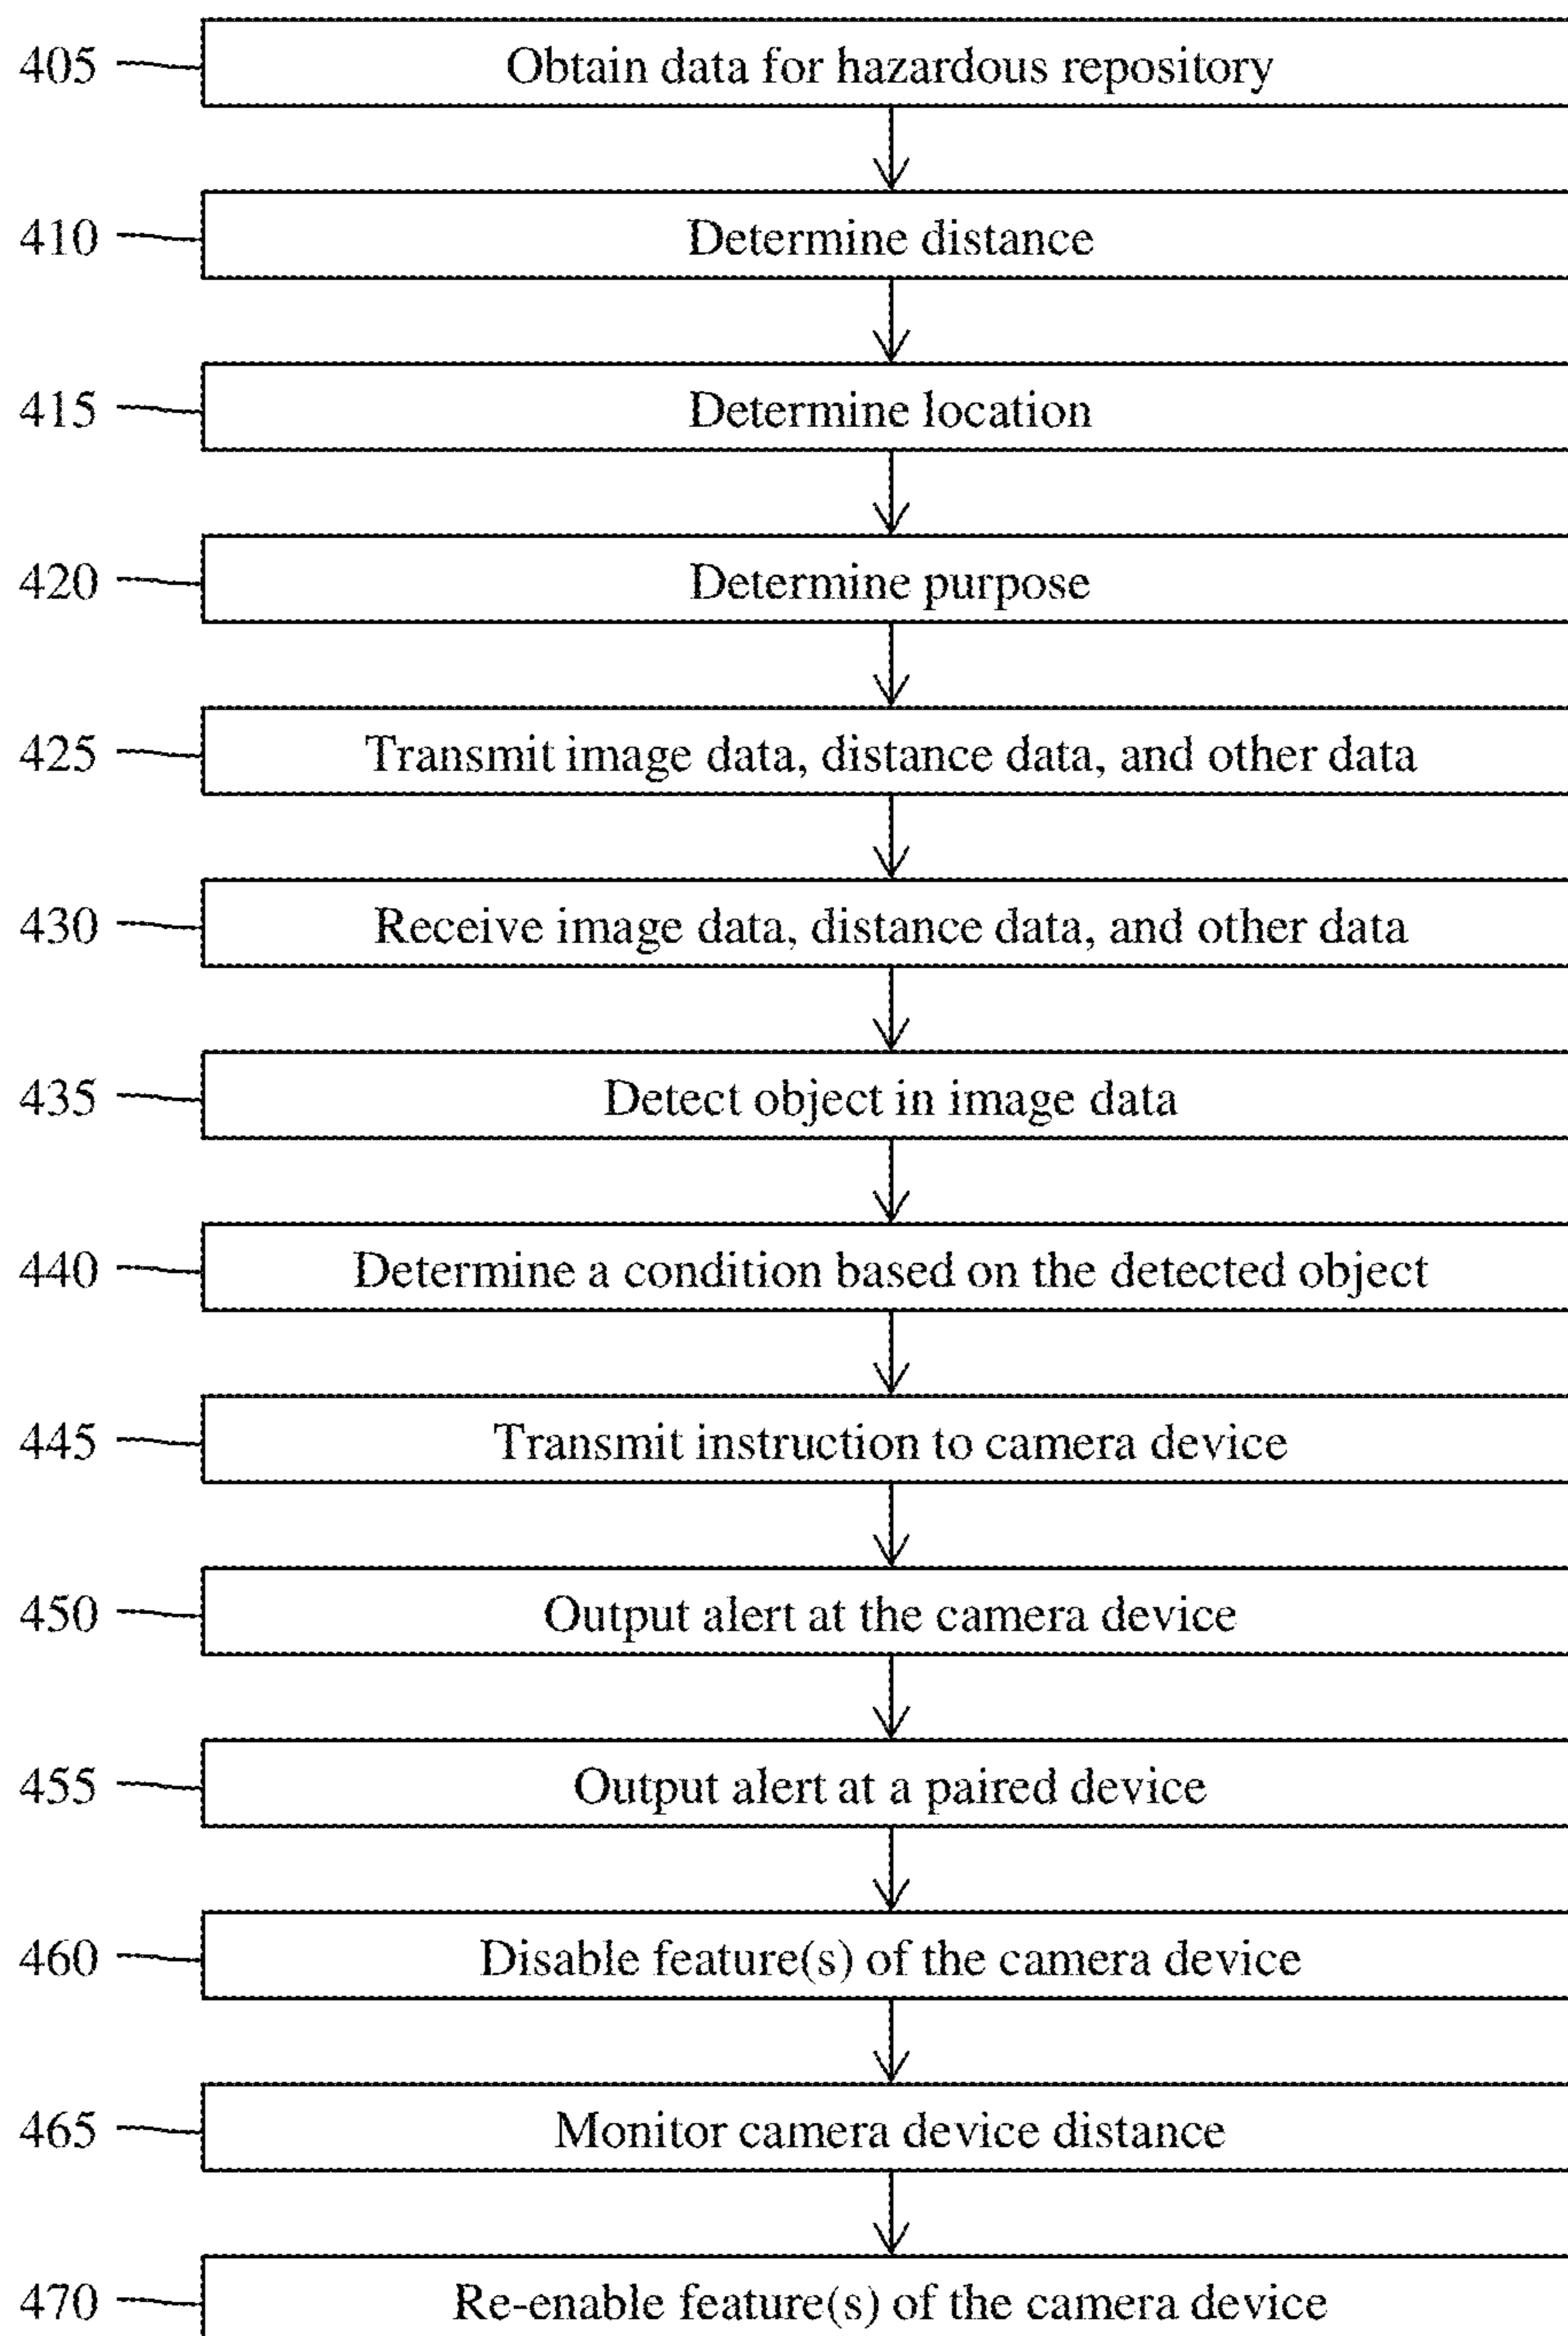 405 Obtain data for hazardous repository
410 Determine distance
415 Determine location
420 Determine purpose
425 Transmit image data, distance data, and other data
430 Receive image data, distance data, and other data
435 Detect object in image data
440 Determine a condition based on the detected object
445 Transmit instruction to camera device
450 Output alert at the camera device
455 Output alert at a paired device
460 Disable feature(s) of the camera device
465 Monitor camera device distance
470 Re-enable feature(s) of the camera device